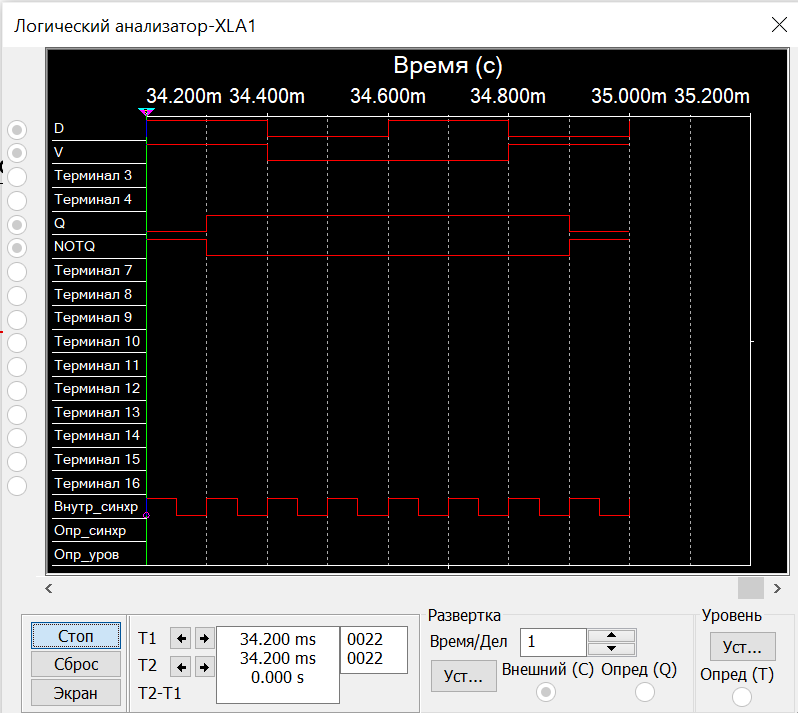 Логический анализатор-XLA1
Время (с)
34.200m 34.400m 34.600m 34.800m 35.000m 35.200m
D
V
Терминал 3
Терминал 4
Q
NOTQ
Терминал 7
Терминал 8
Терминал 9
Терминал 10
Терминал 11
Терминал 12
Терминал 13
Терминал 14
Терминал 15
Терминал 16
Внутр_синхр
Опр_синхр
Опр_уров
Стоп
Сброс
Экран
T1
T2
T2-T1
34.200 ms 0022
34.200 ms 0022
0.000 s
Развертка
Время/Дел 1
Уст...
Внешний (C) Опред (Q)
Уровень
Уст...
Опред (T)